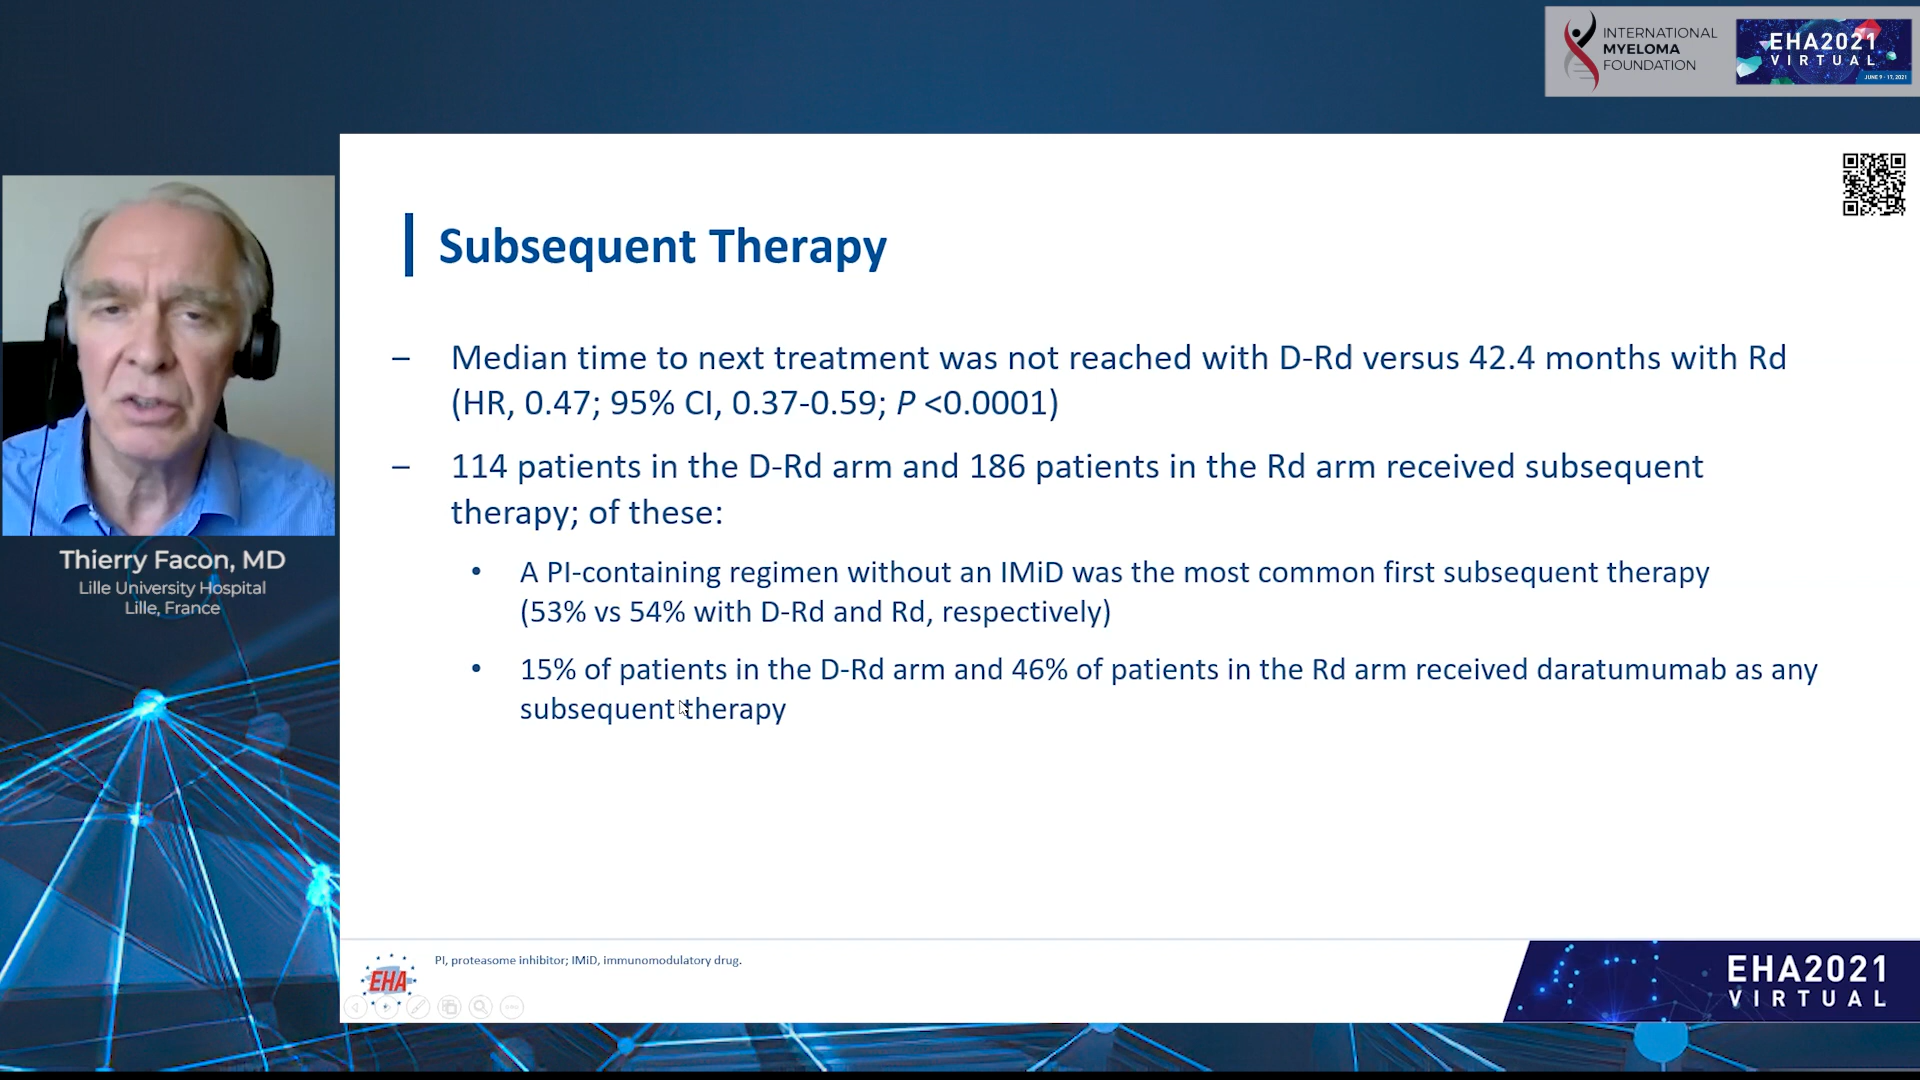 INTERNATIONAL
MYELOMA
FOUNDATION
EHA2021
VIRTUAL
JUNE 9 - 17, 2021
Subsequent Therapy
– Median time to next treatment was not reached with D-Rd versus 42.4 months with Rd
(HR, 0.47; 95% CI, 0.37-0.59; P <0.0001)
– 114 patients in the D-Rd arm and 186 patients in the Rd arm received subsequent
therapy; of these:
• A PI-containing regimen without an IMiD was the most common first subsequent therapy
(53% vs 54% with D-Rd and Rd, respectively)
• 15% of patients in the D-Rd arm and 46% of patients in the Rd arm received daratumumab as any
subsequent therapy
Thierry Facon, MD
Lille University Hospital
Lille, France
EHA
PI, proteasome inhibitor; IMiD, immunomodulatory drug.
EHA2021
VIRTUAL